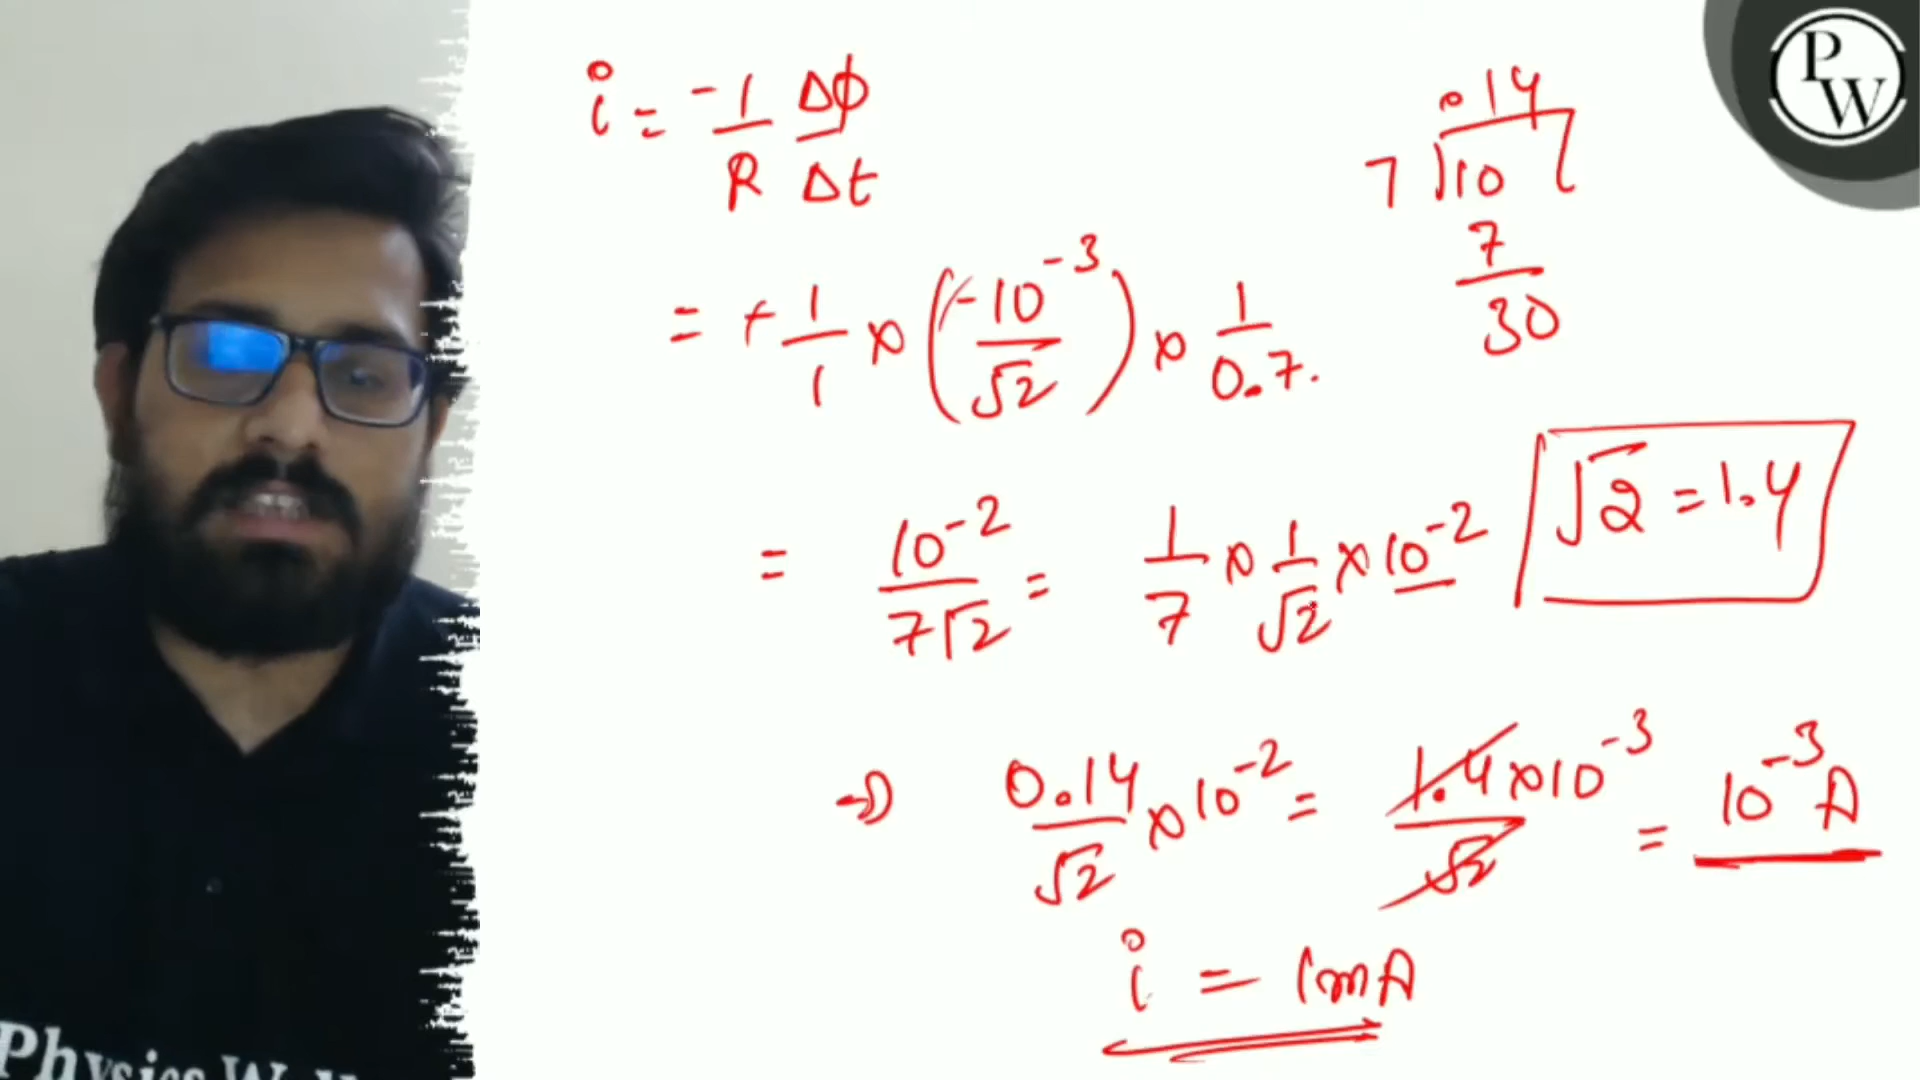 i = -1/R Δϕ/Δt
= + 1/1 × (-10⁻³/√2) × 1/0.7.
.14
7 )10
7
30
= 10⁻²/7√2 = 1/7 × 1/√2 × 10⁻²
√2 = 1.4
⇒ 0.14/√2 × 10⁻² = 1.4×10⁻³/√2 = 10⁻³A
i = 1mA
PW
Physics W